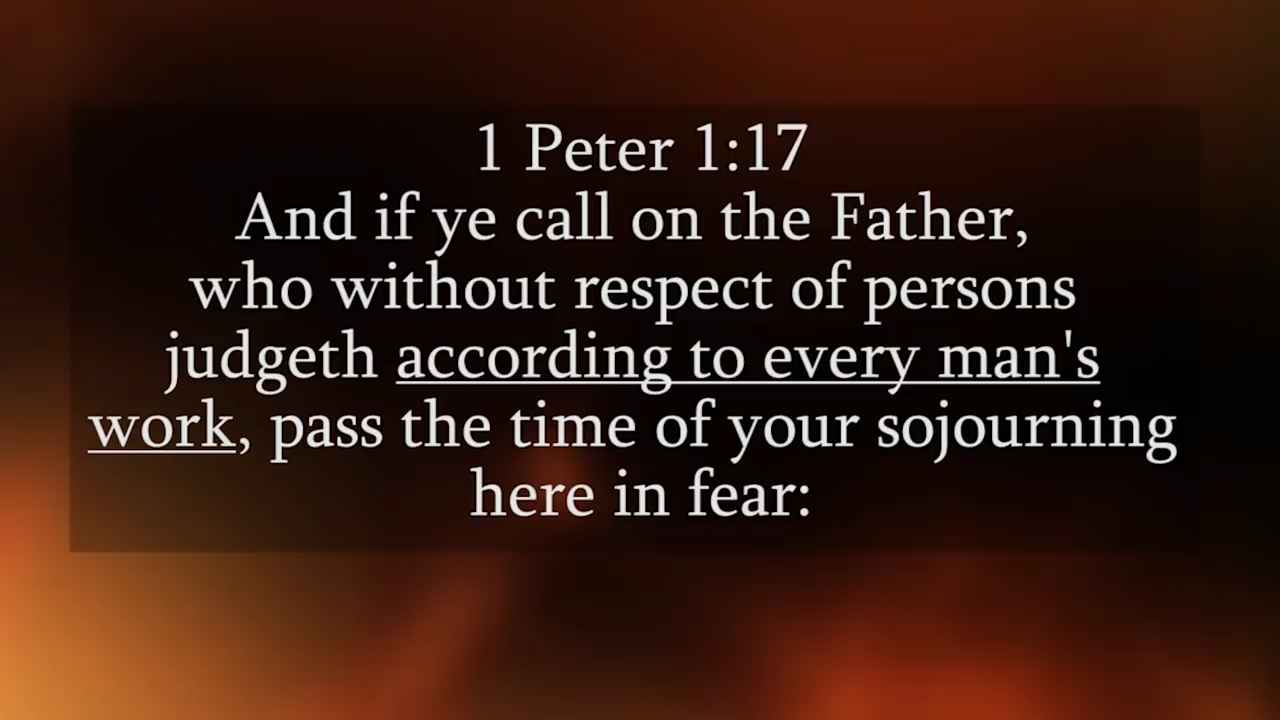 1 Peter 1:17
And if ye call on the Father,
who without respect of persons
judgeth according to every man's
work, pass the time of your sojourning
here in fear: